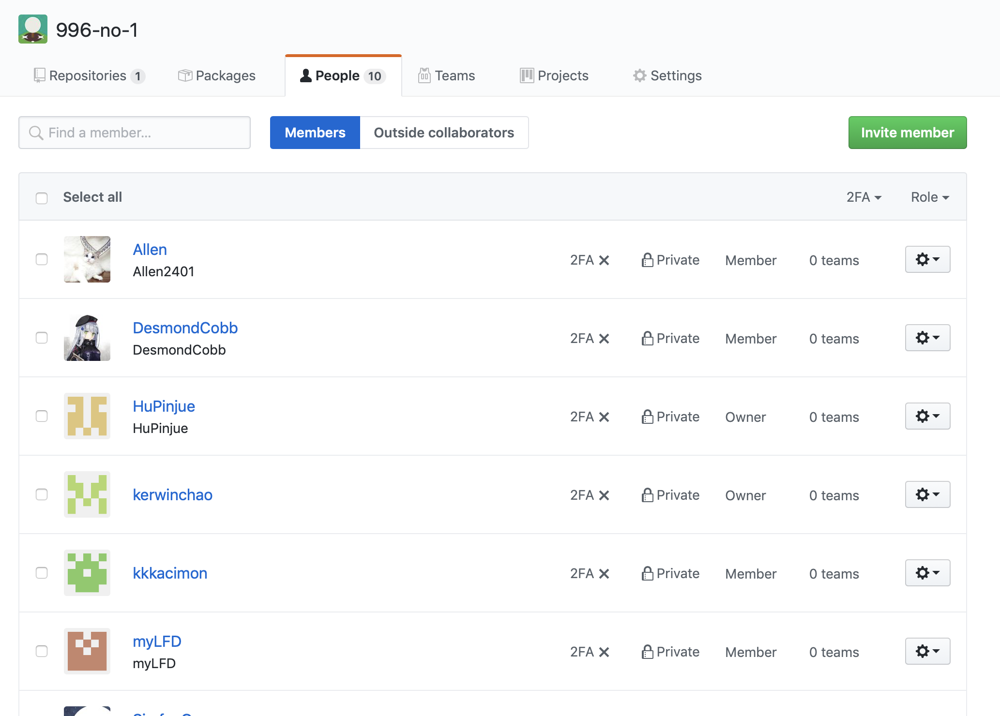 996-no-1
Repositories 1 Packages People 10 Teams Projects Settings
Find a member... Members Outside collaborators Invite member
Select all 2FA Role
Allen
Allen2401
2FA Private Member 0 teams
DesmondCobb
DesmondCobb
2FA Private Member 0 teams
HuPinjue
HuPinjue
2FA Private Owner 0 teams
kerwinchao
2FA Private Owner 0 teams
kkkacimon
2FA Private Member 0 teams
myLFD
myLFD
2FA Private Member 0 teams